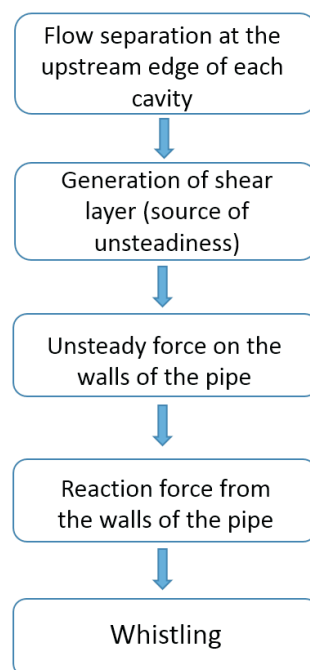 Flow separation at the
upstream edge of each
cavity
Generation of shear
layer (source of
unsteadiness)
Unsteady force on the
walls of the pipe
Reaction force from
the walls of the pipe
Whistling